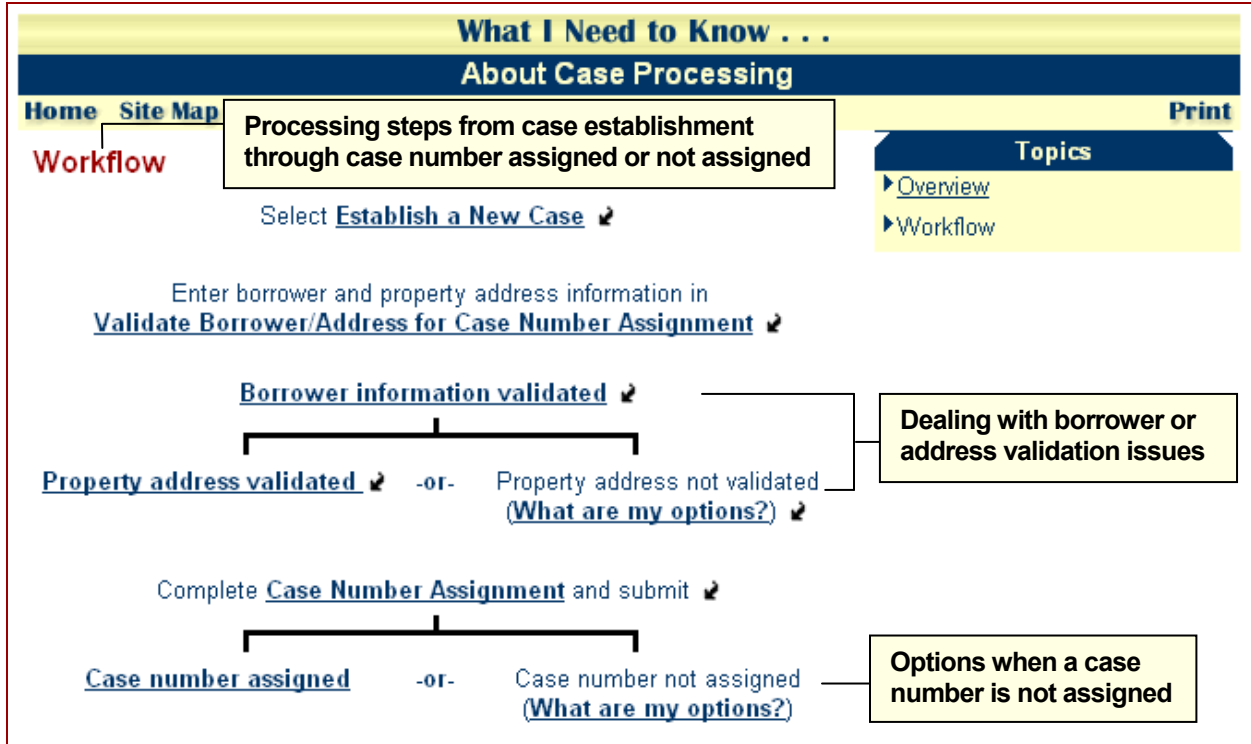 What I Need to Know . . .
About Case Processing
Home Site Map
Print
Processing steps from case establishment
through case number assigned or not assigned
Workflow
Topics
Overview
Workflow
Select Establish a New Case
Enter borrower and property address information in
Validate Borrower/Address for Case Number Assignment
Borrower information validated
Dealing with borrower or
address validation issues
Property address validated -or- Property address not validated
(What are my options?)
Complete Case Number Assignment and submit
Case number assigned -or- Case number not assigned
(What are my options?)
Options when a case
number is not assigned